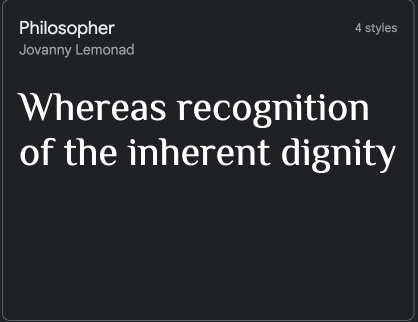 Philosopher
4 styles
Jovanny Lemonad
Whereas recognition
of the inherent dignity